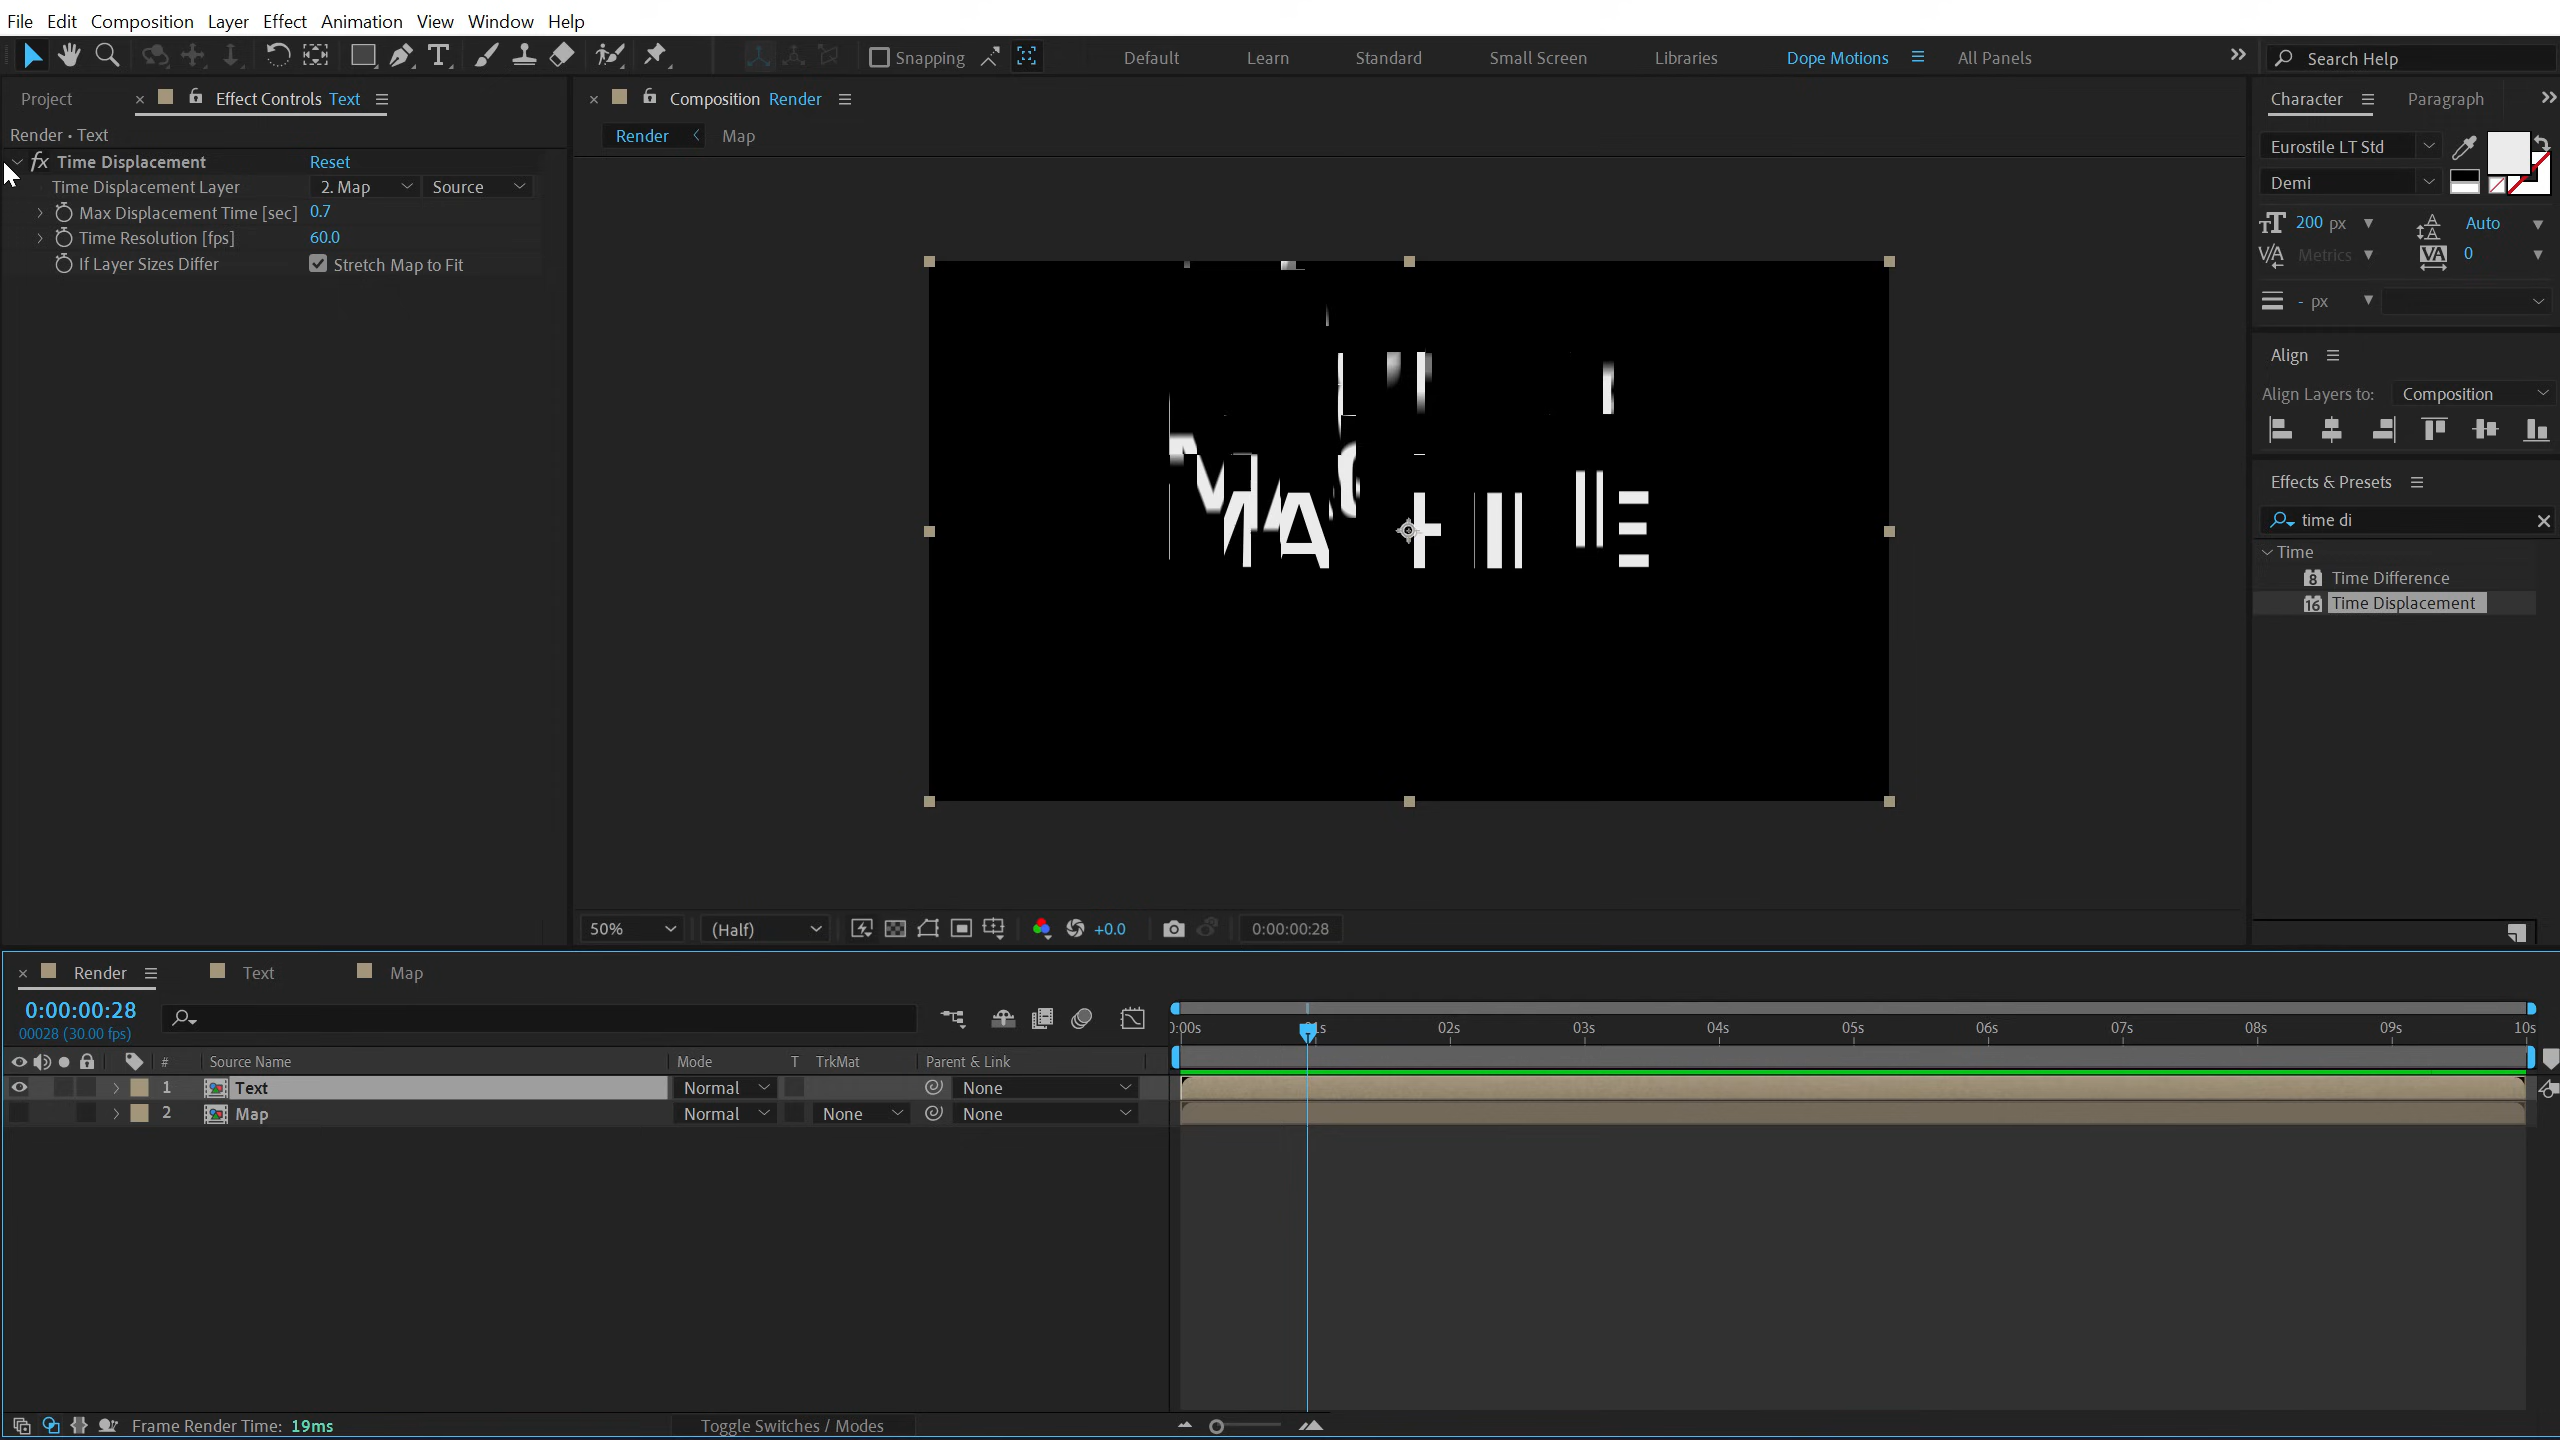 File Edit Composition Layer Effect Animation View Window Help
Snapping Default Learn Standard Small Screen Libraries Dope Motions All Panels Search Help
Project Effect Controls Text Composition Render Character Paragraph
Render • Text Render Map
Eurostile LT Std
fx Time Displacement Reset
Time Displacement Layer 2. Map Source Demi
Max Displacement Time [sec] 0.7 200 px Auto
Time Resolution [fps] 60.0 Metrics 0
If Layer Sizes Differ Stretch Map to Fit
- px
Align
Align Layers to: Composition
Effects & Presets
time di
Time
8 Time Difference
16 Time Displacement
50% (Half) +0.0 0:00:00:28
Render Text Map
0:00:00:28
00028 (30.00 fps)
02s 03s 04s 05s 06s 07s 08s 09s 10s
# Source Name Mode T TrkMat Parent & Link
1 Text Normal None
2 Map Normal None None
Frame Render Time: 19ms Toggle Switches / Modes